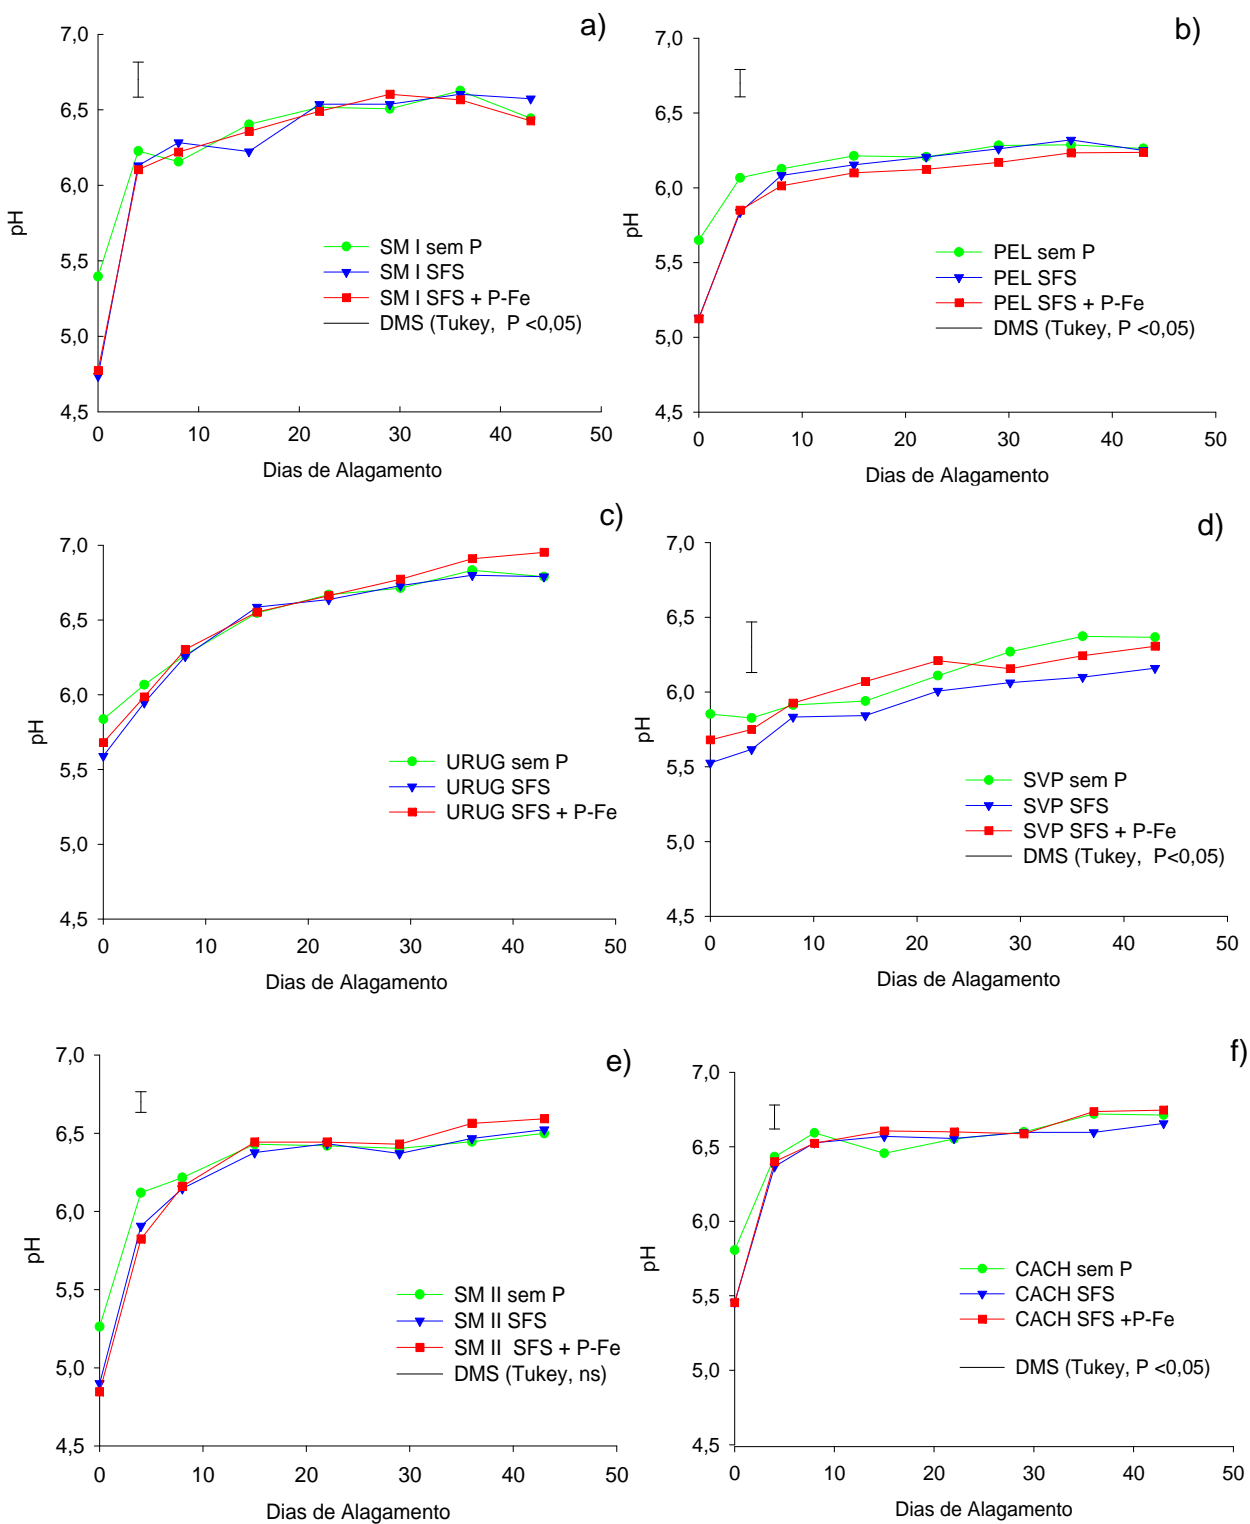 a)
7,0
6,5
6,0
5,5
5,0
4,5
pH
0 10 20 30 40 50
Dias de Alagamento
SM I sem P
SM I SFS
SM I SFS + P-Fe
DMS (Tukey, P <0,05)
b)
7,0
6,5
6,0
5,5
5,0
4,5
pH
0 10 20 30 40 50
Dias de Alagamento
PEL sem P
PEL SFS
PEL SFS + P-Fe
DMS (Tukey, P <0,05)
c)
7,0
6,5
6,0
5,5
5,0
4,5
pH
0 10 20 30 40 50
Dias de Alagamento
URUG sem P
URUG SFS
URUG SFS + P-Fe
d)
7,0
6,5
6,0
5,5
5,0
4,5
pH
0 10 20 30 40 50
Dias de Alagamento
SVP sem P
SVP SFS
SVP SFS + P-Fe
DMS (Tukey, P<0,05)
e)
7,0
6,5
6,0
5,5
5,0
4,5
pH
0 10 20 30 40 50
Dias de Alagamento
SM II sem P
SM II SFS
SM II SFS + P-Fe
DMS (Tukey, ns)
f)
7,0
6,5
6,0
5,5
5,0
4,5
pH
0 10 20 30 40 50
Dias de Alagamento
CACH sem P
CACH SFS
CACH SFS +P-Fe
DMS (Tukey, P <0,05)